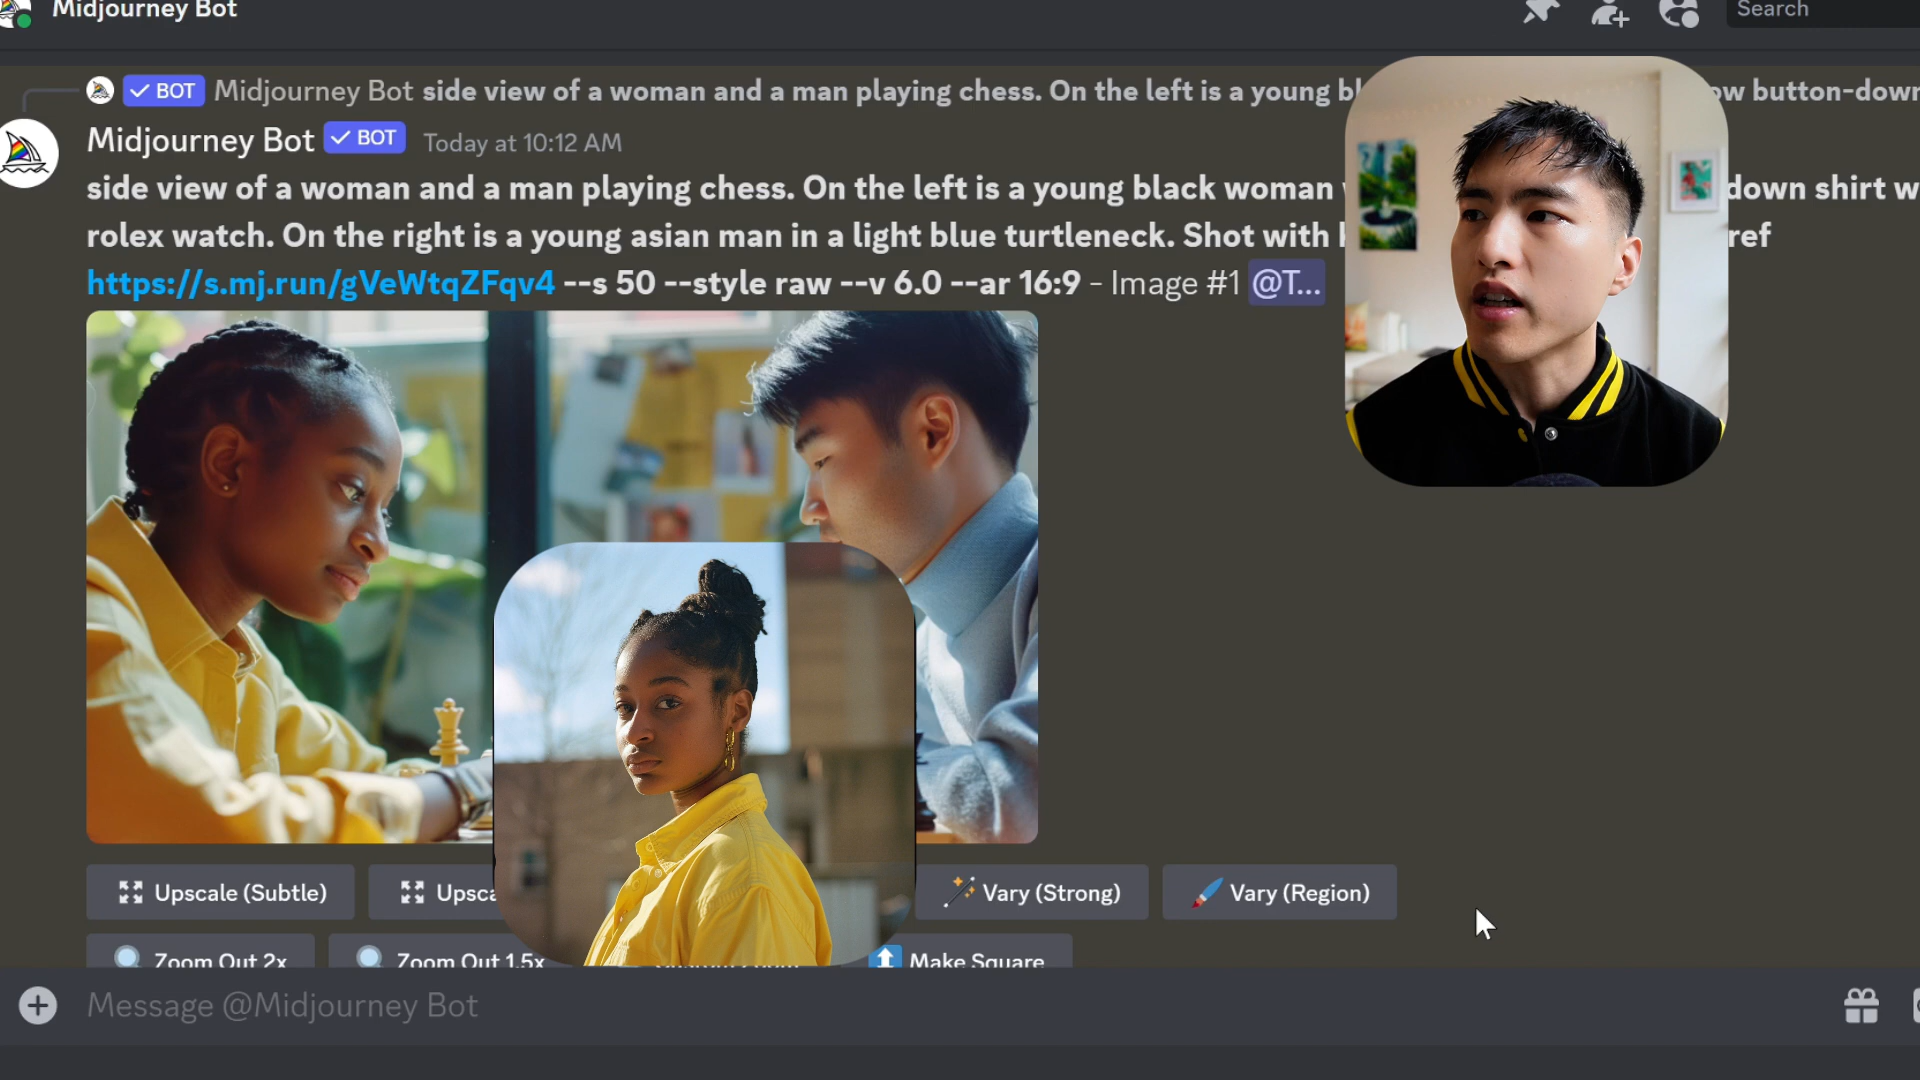 Midjourney Bot
Search
BOT Midjourney Bot side view of a woman and a man playing chess. On the left is a young button-down
Midjourney Bot BOT Today at 10:12 AM
side view of a woman and a man playing chess. On the left is a young black woman down shirt
rolex watch. On the right is a young asian man in a light blue turtleneck. Shot with ref
https://s.mj.run/gVeWtqZFqv4 --s 50 --style raw --v 6.0 --ar 16:9 - Image #1 @T...
Upscale (Subtle) Vary (Strong) Vary (Region)
Zoom Out 2x Zoom Out 1.5x Make Square
Message @Midjourney Bot